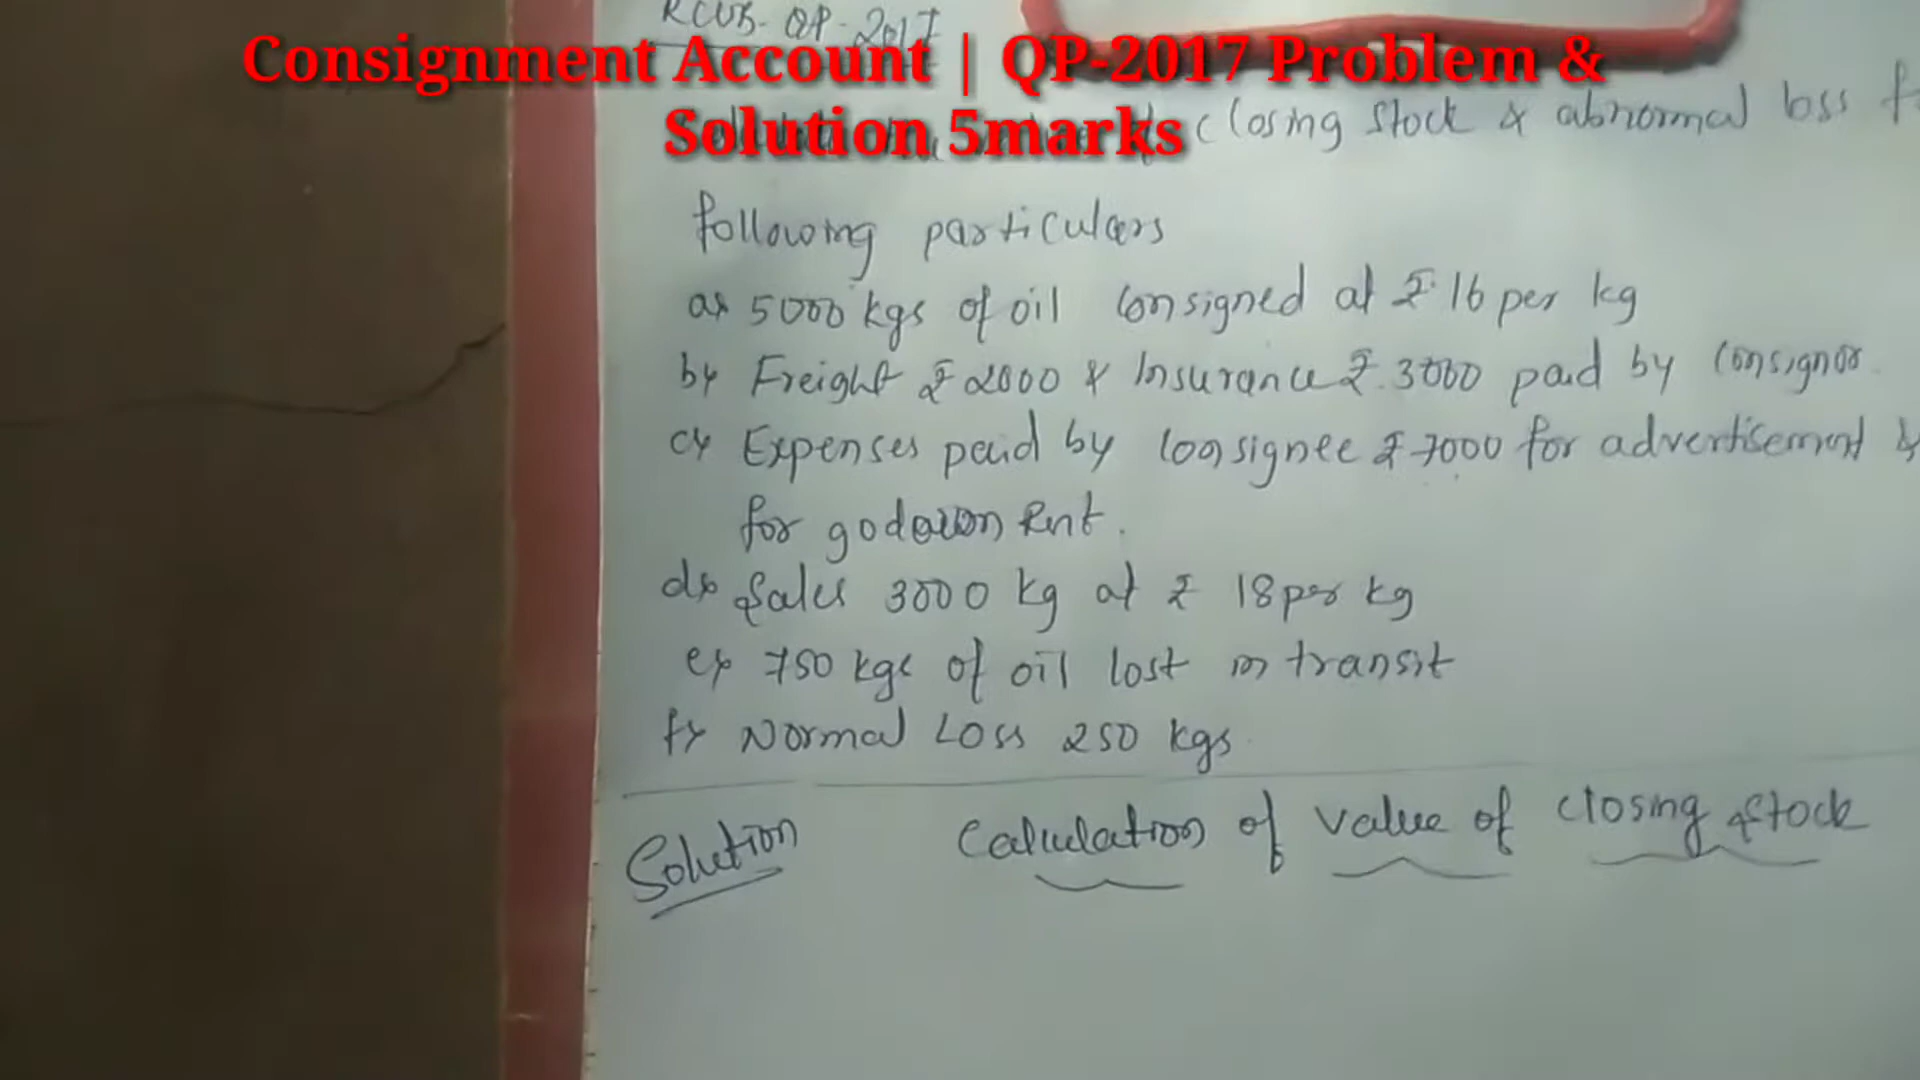 RCUB-QP-2017
Consignment Account | QP-2017 Problem &
Solution 5marks
closing stock & abnormal loss
following particulars
a) 5000 kgs of oil consigned at ₹ 16 per kg
b) Freight ₹ 2000 & Insurance ₹ 3000 paid by consignor
c) Expenses paid by consignee ₹ 7000 for advertisement &
for godown Rent.
d) Sales 3000 kg at ₹ 18 per kg
e) 750 kgs of oil lost in transit
f) Normal Loss 250 kgs
Solution Calculation of value of closing stock